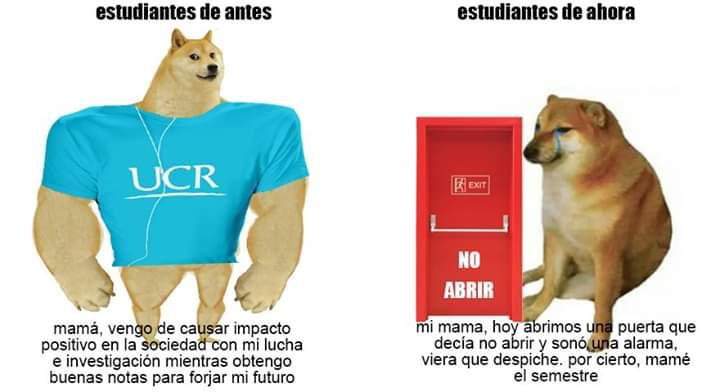 estudiantes de antes
UCR
mamá, vengo de causar impacto
positivo en la sociedad con mi lucha
e investigación mientras obtengo
buenas notas para forjar mi futuro
estudiantes de ahora
EXIT
NO
ABRIR
mi mama, hoy abrimos una puerta que
decía no abrir y sonó una alarma,
viera que despiche. por cierto, mamé
el semestre